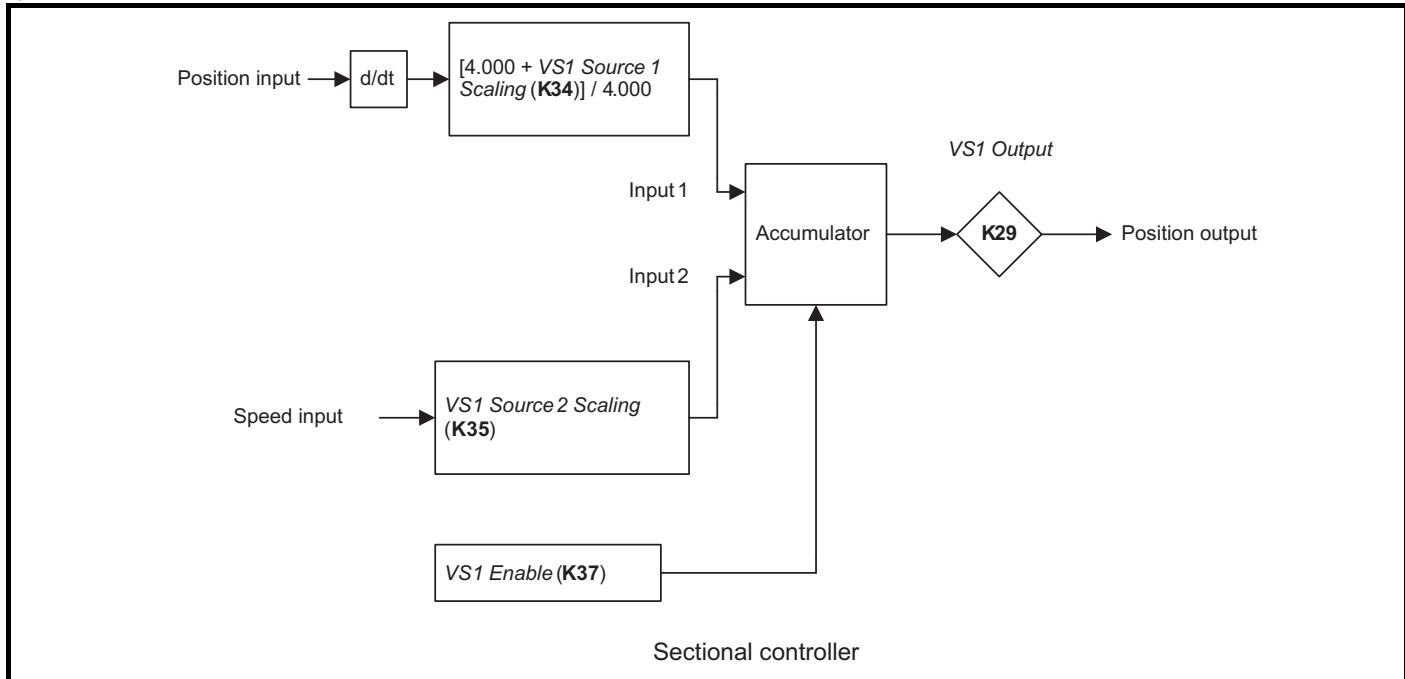 Position input
d/dt
[4.000 + VS1 Source 1
Scaling (K34)] / 4.000
VS1 Output
Input 1
Accumulator
K29
Position output
Input 2
Speed input
VS1 Source 2 Scaling
(K35)
VS1 Enable (K37)
Sectional controller